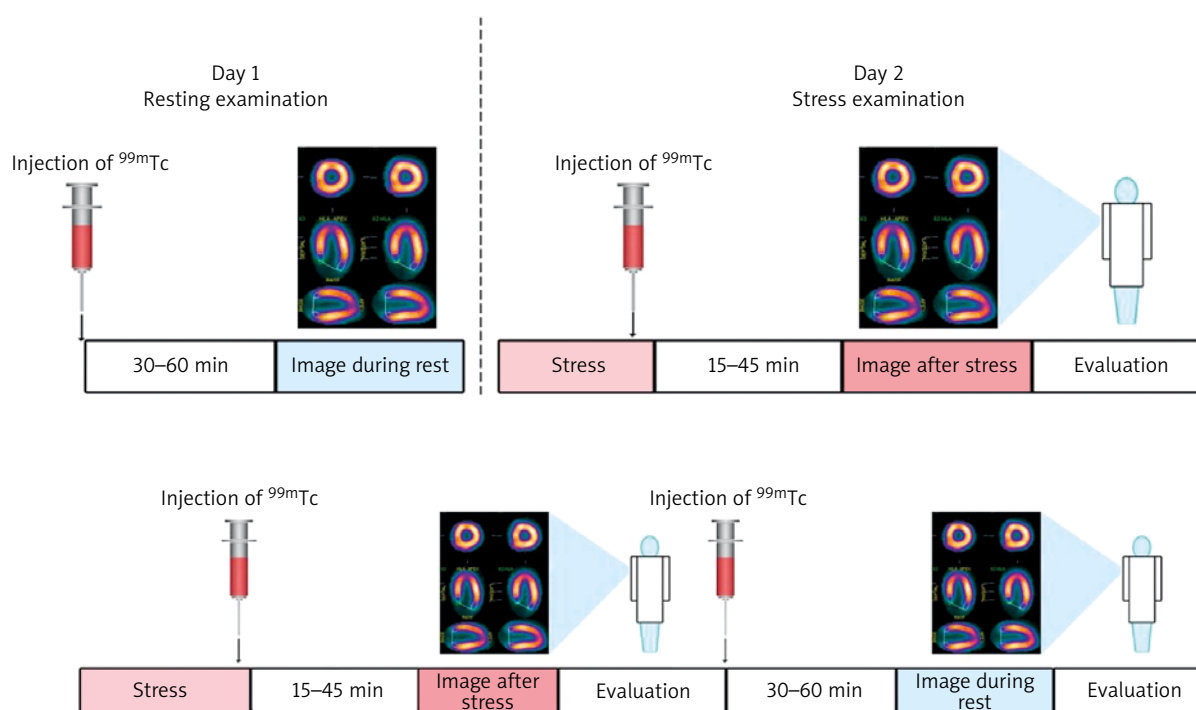 Day 1
Resting examination
Day 2
Stress examination
Injection of ⁹⁹ᵐTc
Injection of ⁹⁹ᵐTc
30–60 min
Image during rest
Stress
15–45 min
Image after stress
Evaluation
Injection of ⁹⁹ᵐTc
Injection of ⁹⁹ᵐTc
Stress
15–45 min
Image after
stress
Evaluation
30–60 min
Image during
rest
Evaluation